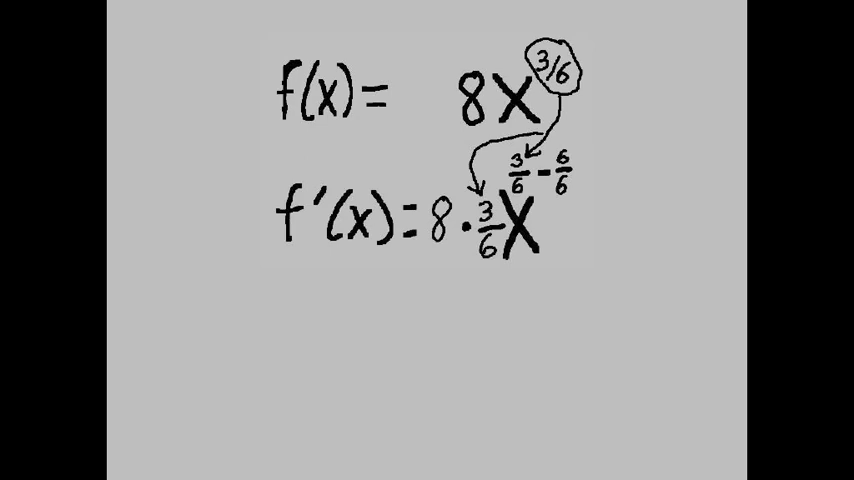 f(x) = 8X^3/6
f'(x) = 8 · 3/6 X^3/6 - 6/6